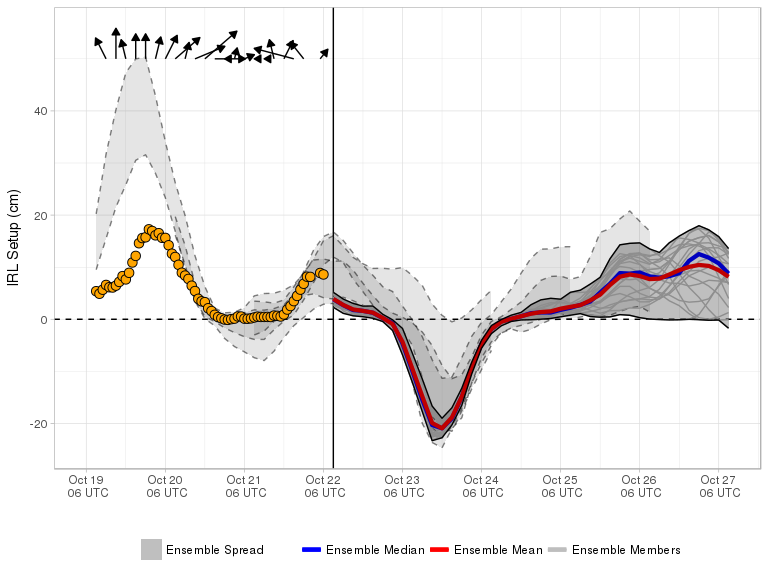 IRL Setup (cm)
40
20
0
-20
Oct 19 Oct 20 Oct 21 Oct 22 Oct 23 Oct 24 Oct 25 Oct 26 Oct 27
06 UTC 06 UTC 06 UTC 06 UTC 06 UTC 06 UTC 06 UTC 06 UTC 06 UTC
Ensemble Spread Ensemble Median Ensemble Mean Ensemble Members